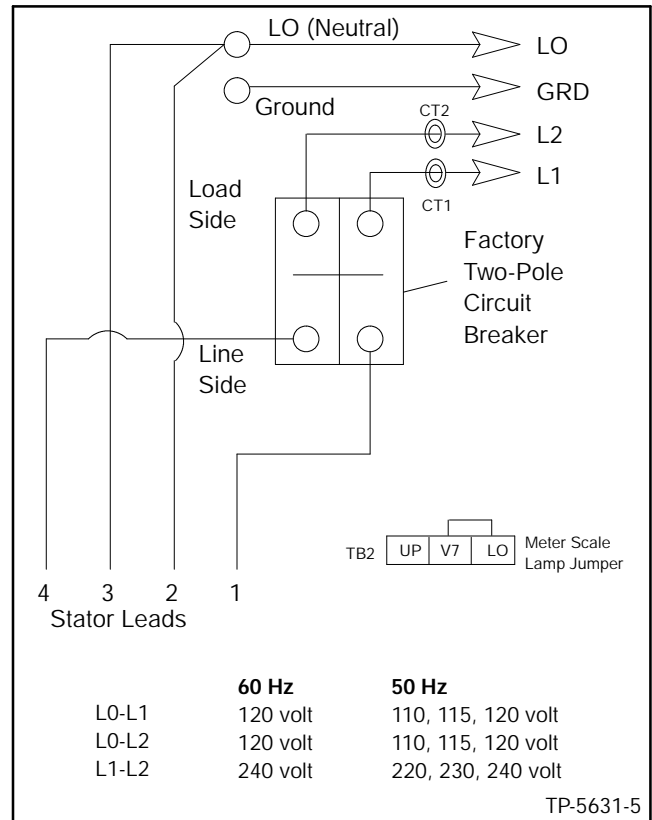 LO (Neutral)
LO
GRD
Ground
CT2
L2
L1
CT1
Load
Side
Factory
Two-Pole
Circuit
Breaker
Line
Side
TB2 UP V7 LO
Meter Scale
Lamp Jumper
4 3 2 1
Stator Leads
60 Hz 50 Hz
L0-L1 120 volt 110, 115, 120 volt
L0-L2 120 volt 110, 115, 120 volt
L1-L2 240 volt 220, 230, 240 volt
TP-5631-5